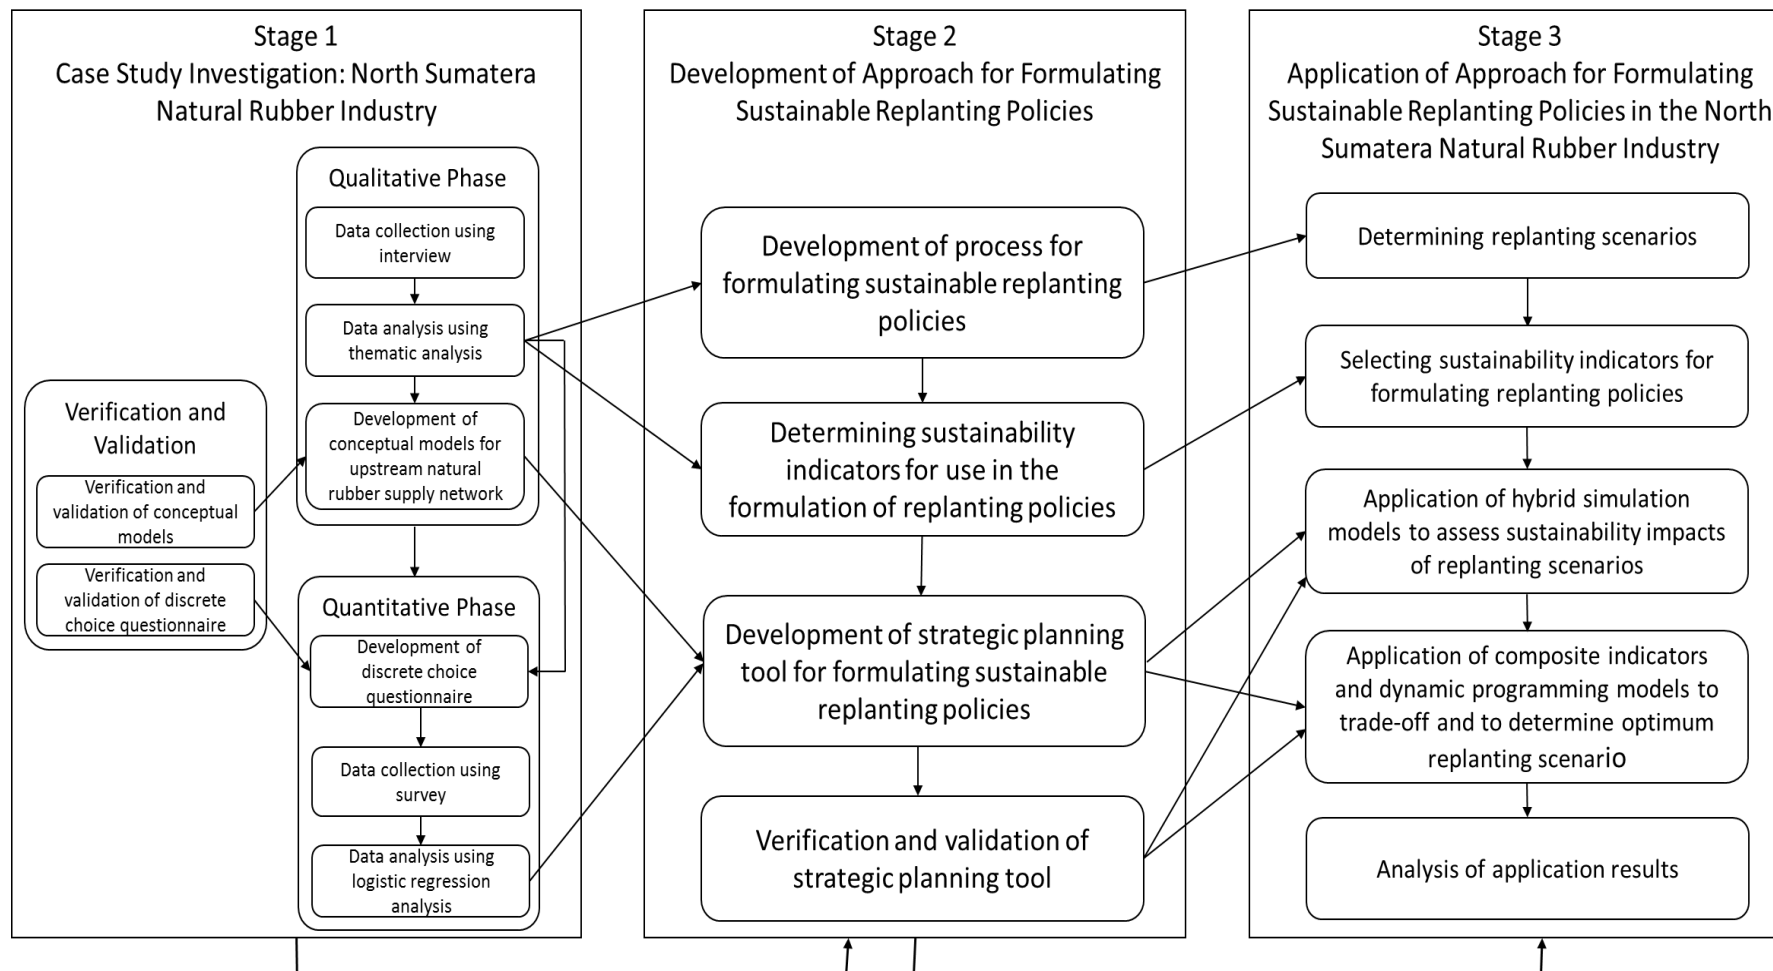 Stage 1
Case Study Investigation: North Sumatera
Natural Rubber Industry
Qualitative Phase
Data collection using
interview
Data analysis using
thematic analysis
Development of
conceptual models for
upstream natural
rubber supply network
Verification and
Validation
Verification and
validation of conceptual
models
Verification and
validation of discrete
choice questionnaire
Quantitative Phase
Development of
discrete choice
questionnaire
Data collection using
survey
Data analysis using
logistic regression
analysis
Stage 2
Development of Approach for Formulating
Sustainable Replanting Policies
Development of process for
formulating sustainable replanting
policies
Determining sustainability
indicators for use in the
formulation of replanting policies
Development of strategic planning
tool for formulating sustainable
replanting policies
Verification and validation of
strategic planning tool
Stage 3
Application of Approach for Formulating
Sustainable Replanting Policies in the North
Sumatera Natural Rubber Industry
Determining replanting scenarios
Selecting sustainability indicators for
formulating replanting policies
Application of hybrid simulation
models to assess sustainability impacts
of replanting scenarios
Application of composite indicators
and dynamic programming models to
trade-off and to determine optimum
replanting scenario
Analysis of application results